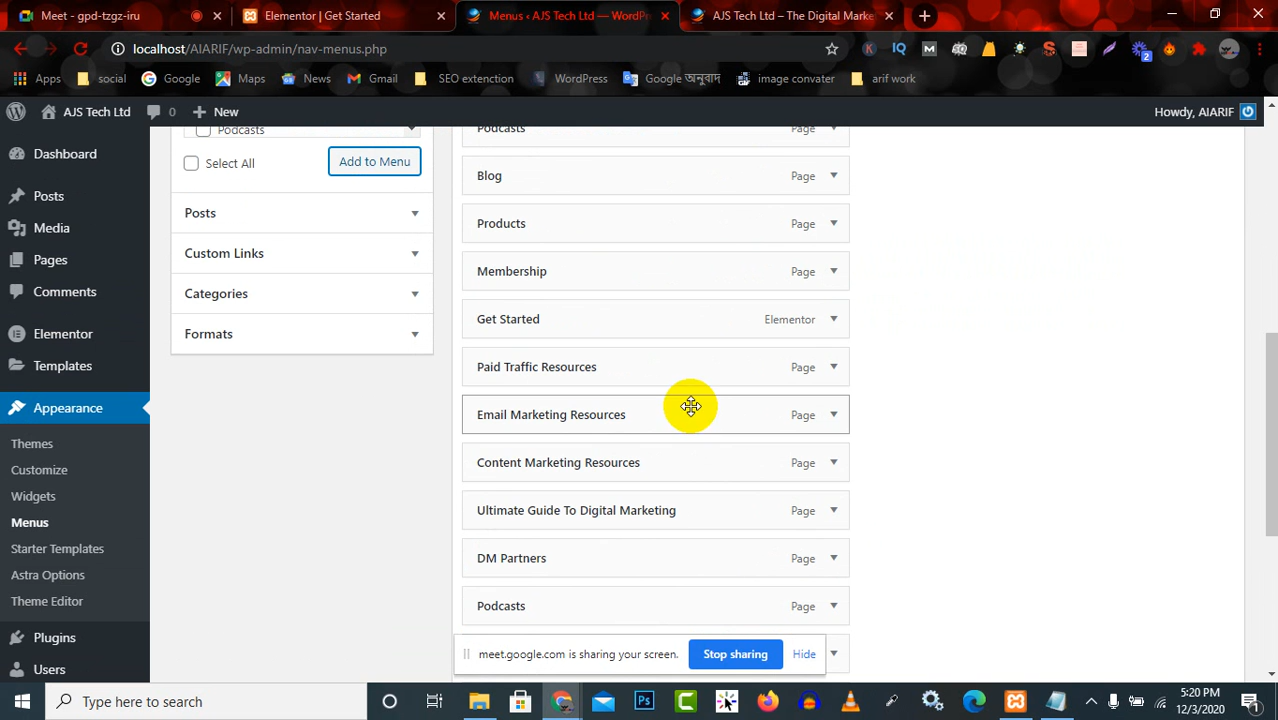 Meet - gpd-tzgz-iru
Elementor | Get Started
Menus ‹ AJS Tech Ltd — WordPr
AJS Tech Ltd – The Digital Marke
localhost/AIARIF/wp-admin/nav-menus.php
Apps
social
Google
Maps
News
Gmail
SEO extenction
WordPress
Google অনুবাদ
image convater
arif work
AJS Tech Ltd
0
New
Howdy, AIARIF
Dashboard
Posts
Media
Pages
Comments
Elementor
Templates
Appearance
Themes
Customize
Widgets
Menus
Starter Templates
Astra Options
Theme Editor
Plugins
Users
Podcasts
Select All
Add to Menu
Posts
Custom Links
Categories
Formats
Podcasts Page
Blog Page
Products Page
Membership Page
Get Started Elementor
Paid Traffic Resources Page
Email Marketing Resources Page
Content Marketing Resources Page
Ultimate Guide To Digital Marketing Page
DM Partners Page
Podcasts Page
meet.google.com is sharing your screen.
Stop sharing
Hide
Type here to search
5:20 PM
12/3/2020